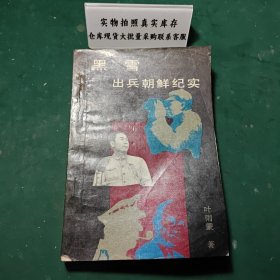 实物拍照真实库存
仓库现货大批量采购联系客服
黑雪
出兵朝鲜纪实
叶雨蒙 著